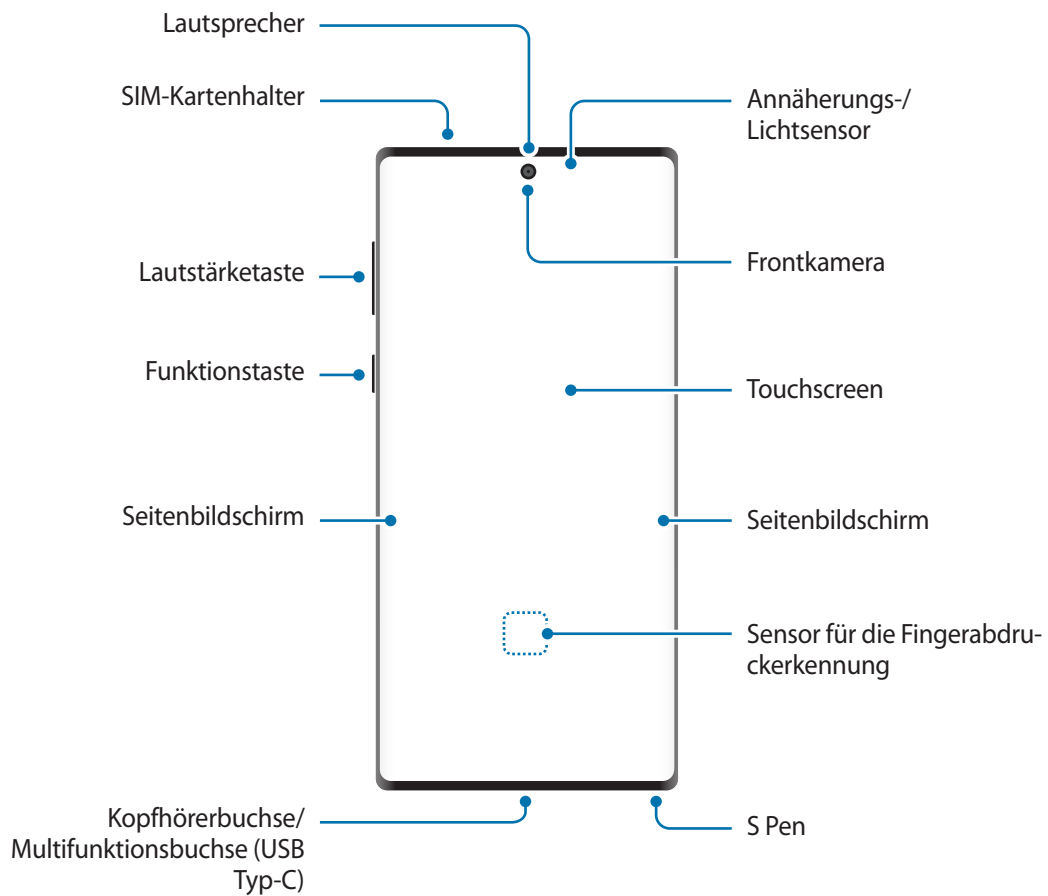 Lautsprecher
SIM-Kartenhalter
Lautstärketaste
Funktionstaste
Seitenbildschirm
Kopfhörerbuchse/
Multifunktionsbuchse (USB
Typ-C)
Annäherungs-/
Lichtsensor
Frontkamera
Touchscreen
Seitenbildschirm
Sensor für die Fingerabdru-
ckerkennung
S Pen